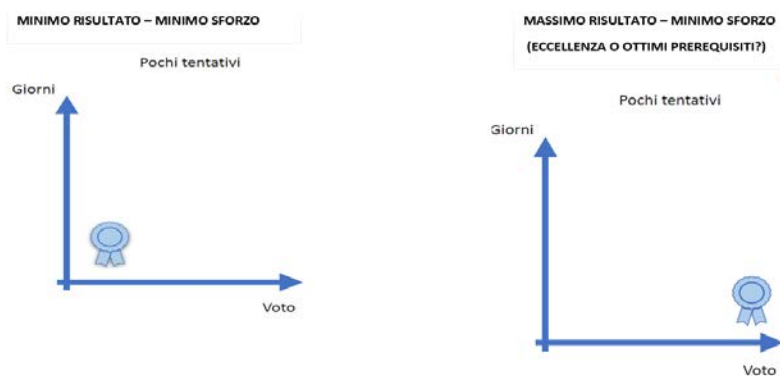 MINIMO RISULTATO – MINIMO SFORZO
Pochi tentativi
Giorni
Voto
MASSIMO RISULTATO – MINIMO SFORZO
(ECCELLENZA O OTTIMI PREREQUISITI?)
Pochi tentativi
Giorni
Voto